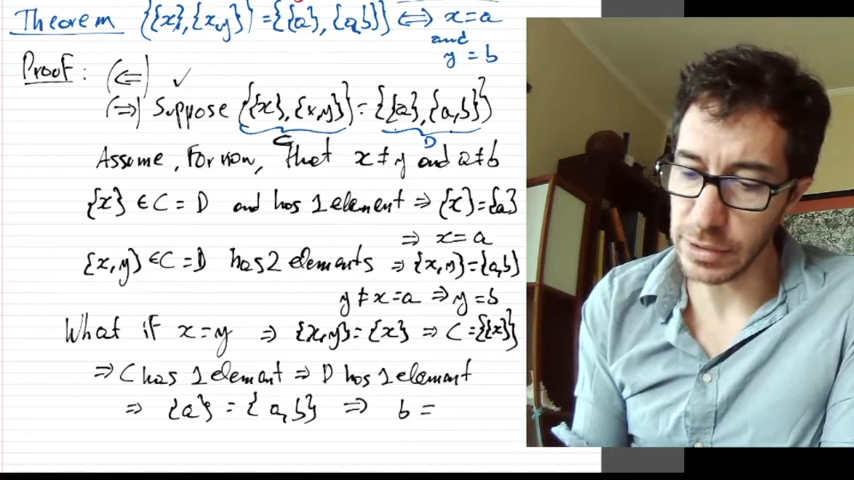 Theorem {{x},{x,y}} = {{a},{a,b}} ⟺ x = a
and
y = b
Proof: (⇐) ✓
(⇒) Suppose {{x},{x,y}} = {{a},{a,b}}
C D
Assume, For now, That x ≠ y and a ≠ b
{x} ∈ C = D and has 1 element ⇒ {x} = {a}
⇒ x = a
{x,y} ∈ C = D has 2 elements ⇒ {x,y} = {a,b}
y ≠ x = a ⇒ y = b
What if x = y ⇒ {x,y} = {x} ⇒ C = {{x}}
⇒ C has 1 element ⇒ D has 1 element
⇒ {a} = {a,b} ⇒ b =